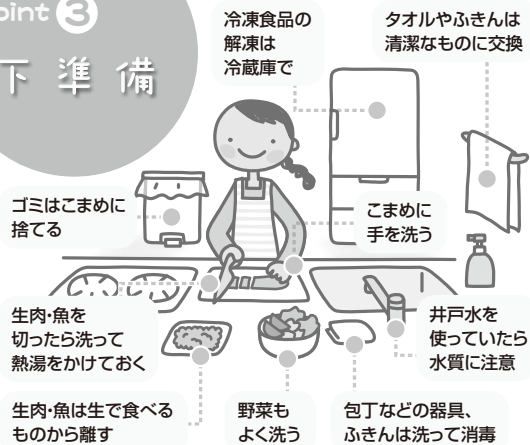 point 3
下準備
冷凍食品の
解凍は
冷蔵庫で
タオルやふきんは
清潔なものに交換
ゴミはこまめに
捨てる
こまめに
手を洗う
生肉・魚を
切ったら洗って
熱湯をかけておく
井戸水を
使っていたら
水質に注意
生肉・魚は生で食べる
ものから離す
野菜も
よく洗う
包丁などの器具、
ふきんは洗って消毒